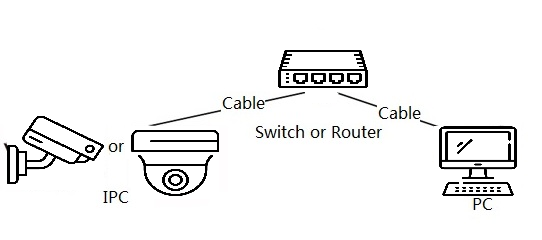 Cable
Cable
Switch or Router
or
IPC
PC